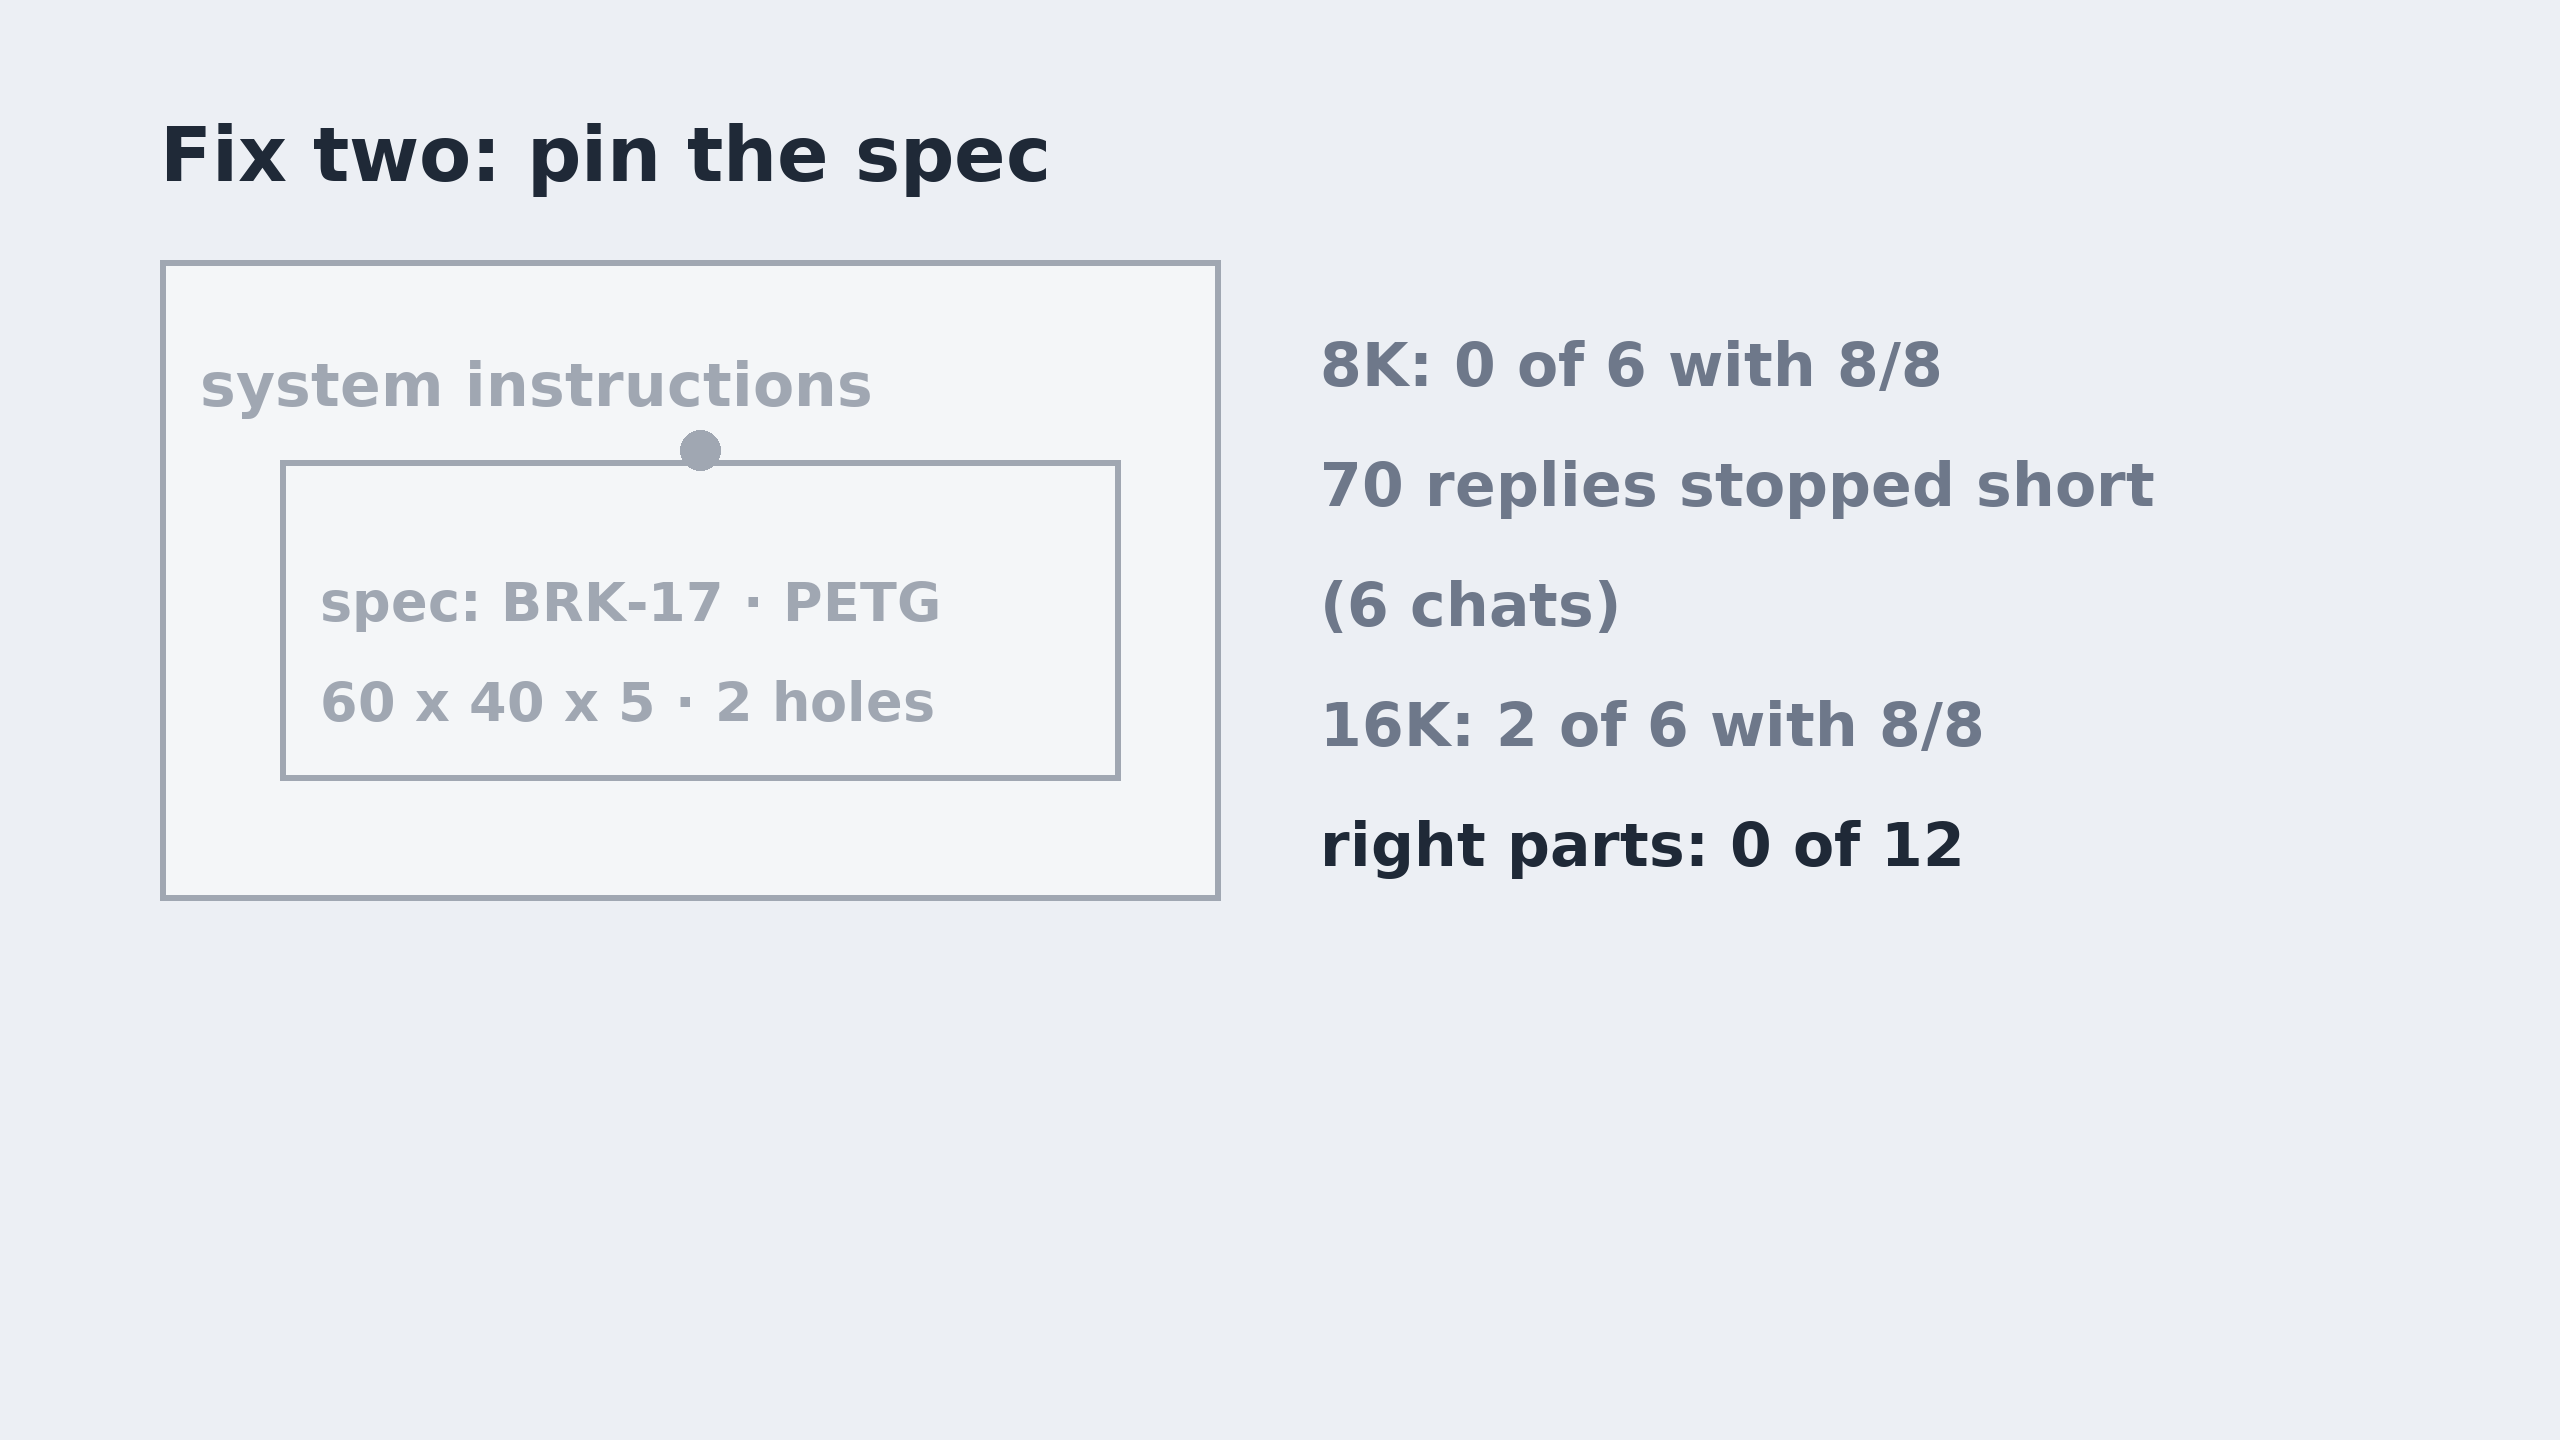 Fix two: pin the spec
system instructions
spec: BRK-17 · PETG
60 x 40 x 5 · 2 holes
8K: 0 of 6 with 8/8
70 replies stopped short
(6 chats)
16K: 2 of 6 with 8/8
right parts: 0 of 12